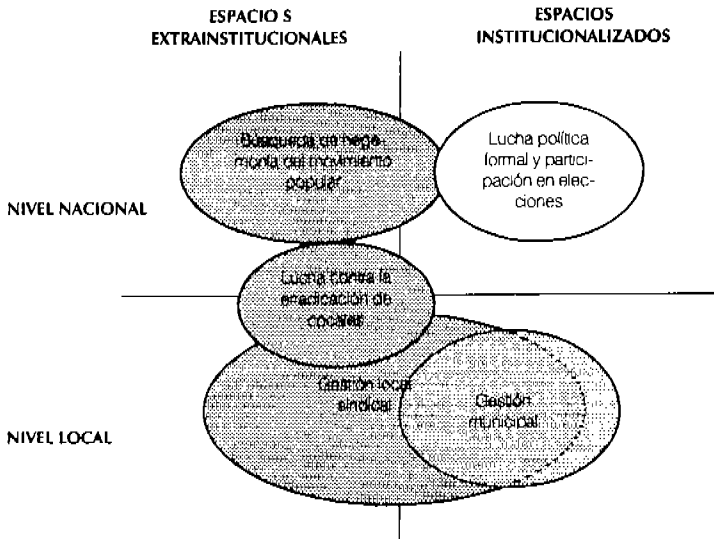 ESPACIO S
EXTRAINSTITUCIONALES
ESPACIOS
INSTITUCIONALIZADOS
Búsqueda de hege-
monía del movimiento
popular
Lucha política
formal y partici-
pación en elec-
ciones
NIVEL NACIONAL
Lucha contra la
erradicación de
cocales
Gestión local
sindical
Gestión
municipal
NIVEL LOCAL